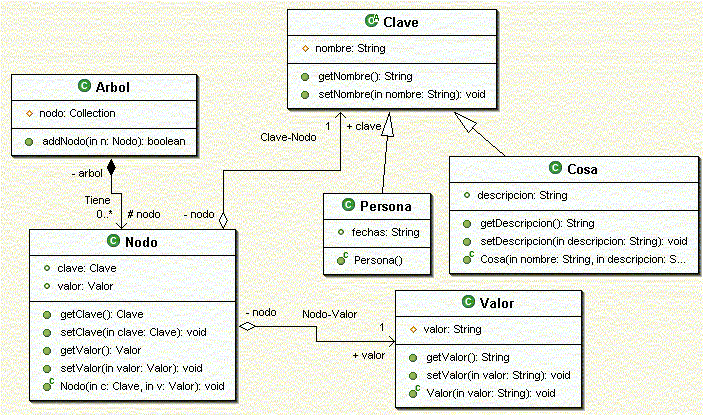 Clave
nombre: String
getNombre(): String
setNombre(in nombre: String): void
Arbol
nodo: Collection
addNodo(in n: Nodo): boolean
Clave-Nodo
1
+ clave
- arbol
Tiene
0..*
# nodo
- nodo
Persona
fechas: String
Persona()
Cosa
descripcion: String
getDescripcion(): String
setDescripcion(in descripcion: String): void
Cosa(in nombre: String, in descripcion: S...
Nodo
clave: Clave
valor: Valor
getClave(): Clave
setClave(in clave: Clave): void
getValor(): Valor
setValor(in valor: Valor): void
Nodo(in c: Clave, in v: Valor): void
- nodo
Nodo-Valor
1
+ valor
Valor
valor: String
getValor(): String
setValor(in valor: String): void
Valor(in valor: String): void